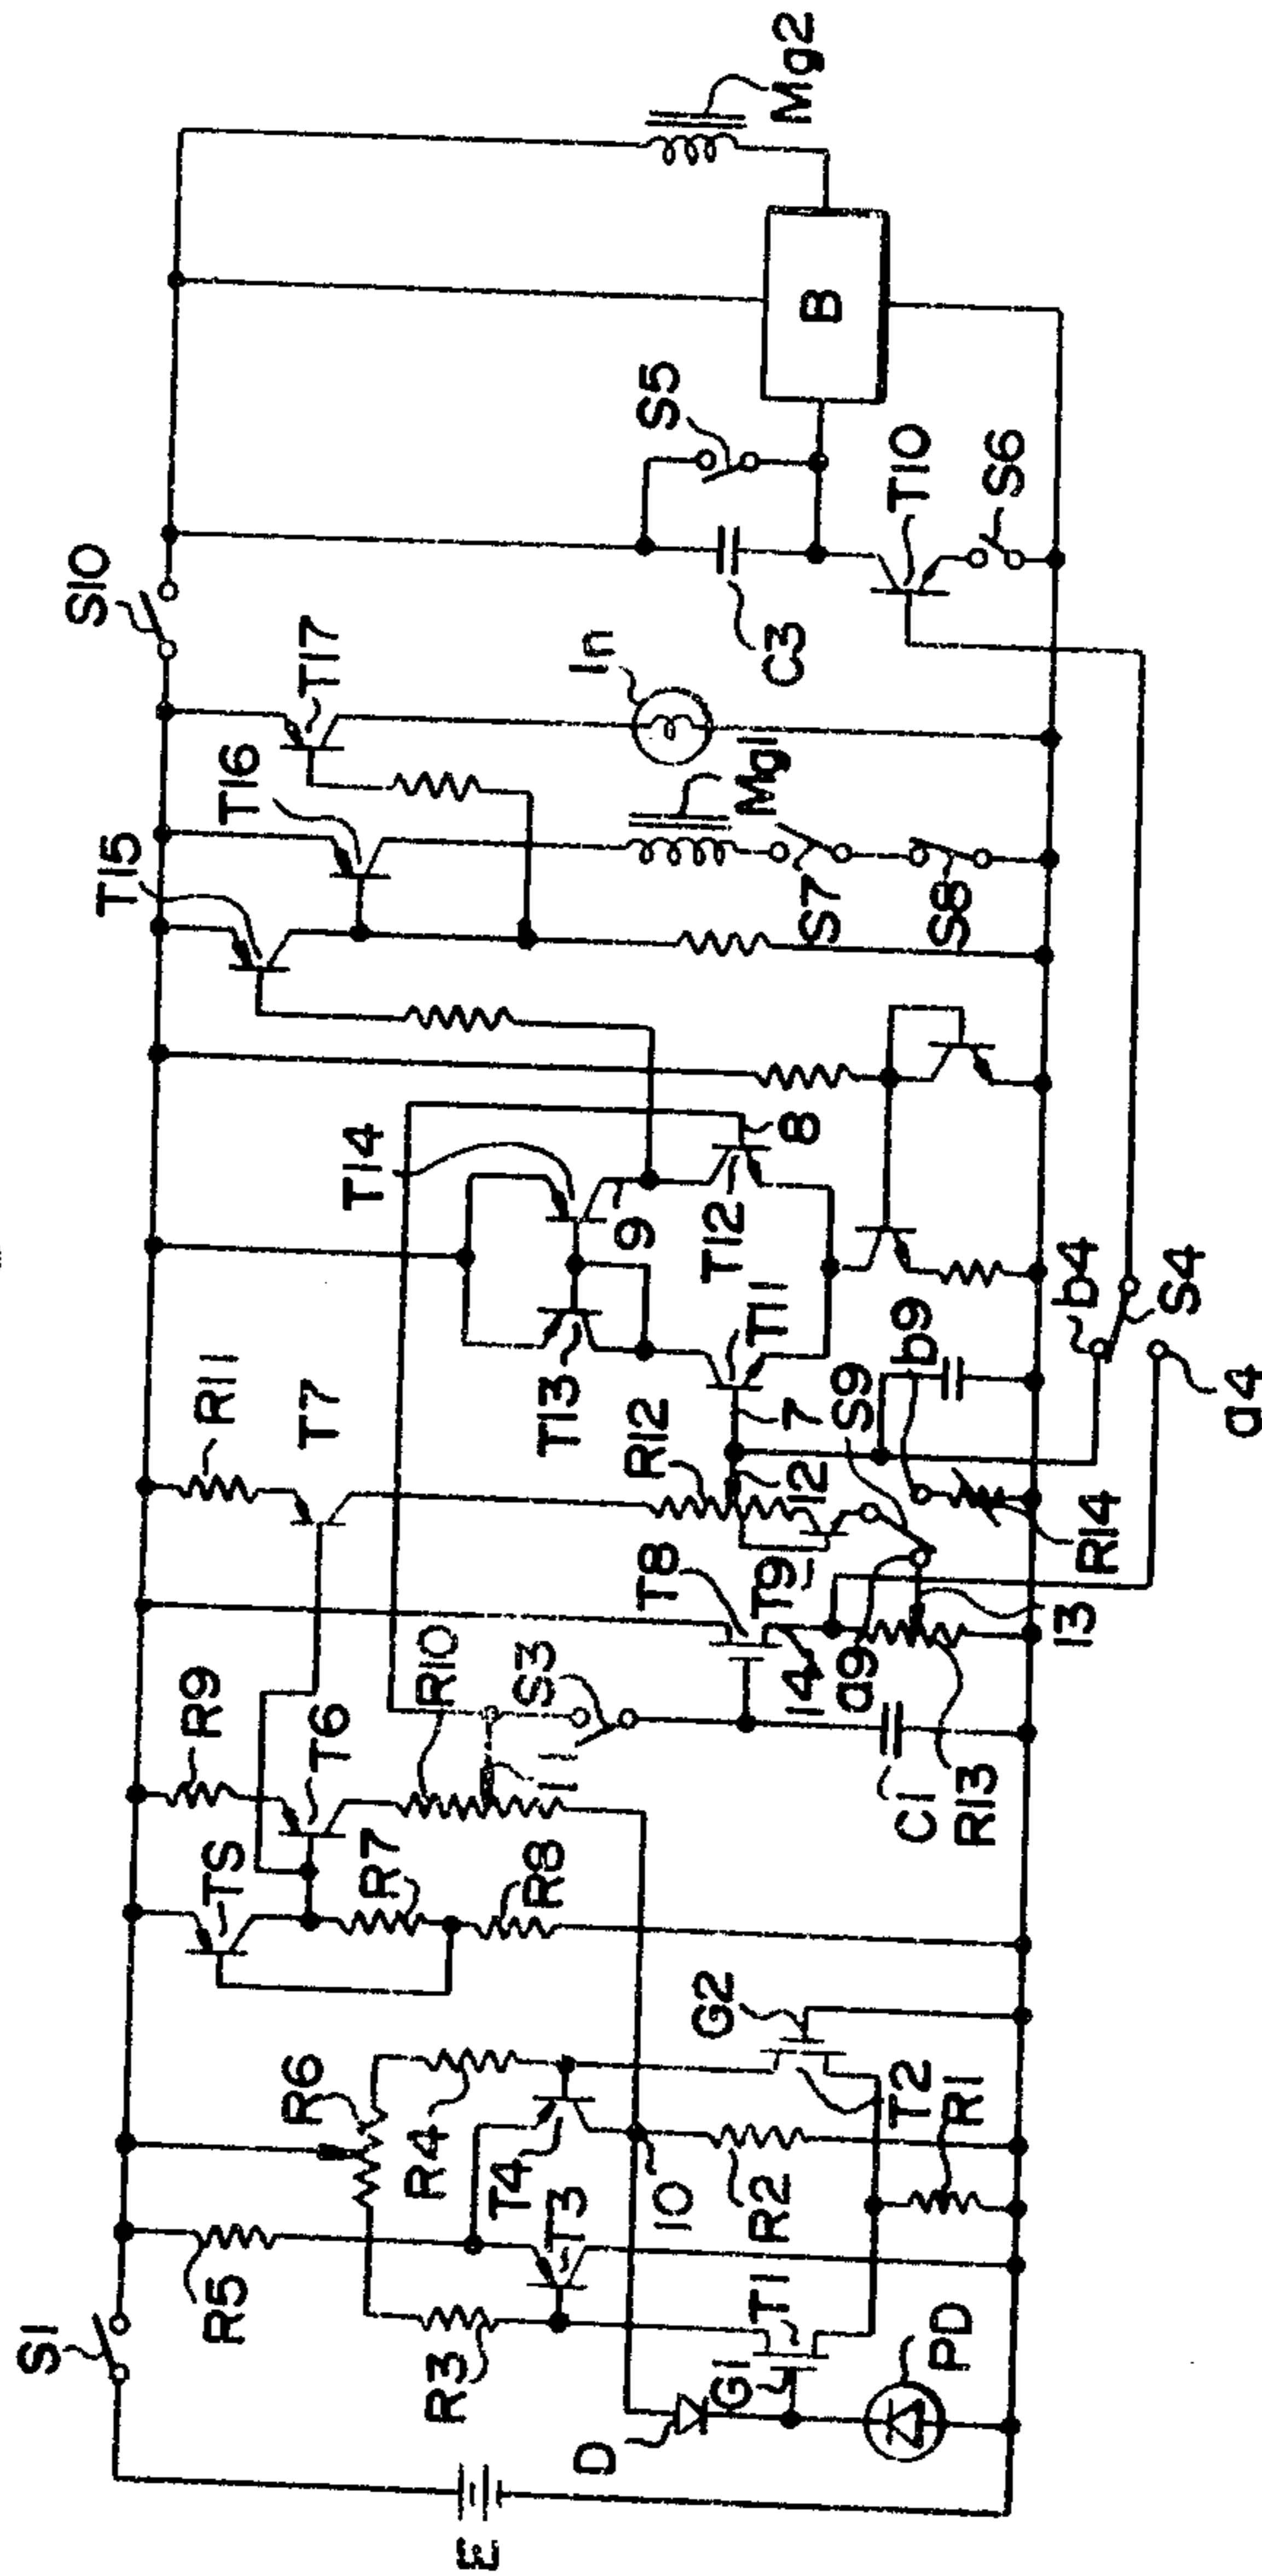 S1
R5
R6
R3
R4
T3
T4
10
D
G1
T1
PD
R2
G2
T2
R1
E
T5
R7
R8
R9
T6
R10
11
S3
C1
R13
T7
R11
T8
14
a9
T9
R12
12
13
S9
b9
R14
7
T11
T13
T14
9
T12
8
b4
S4
a4
T15
T16
T17
Mg1
S7
S8
In
S10
C3
S5
T10
S6
B
Mg2